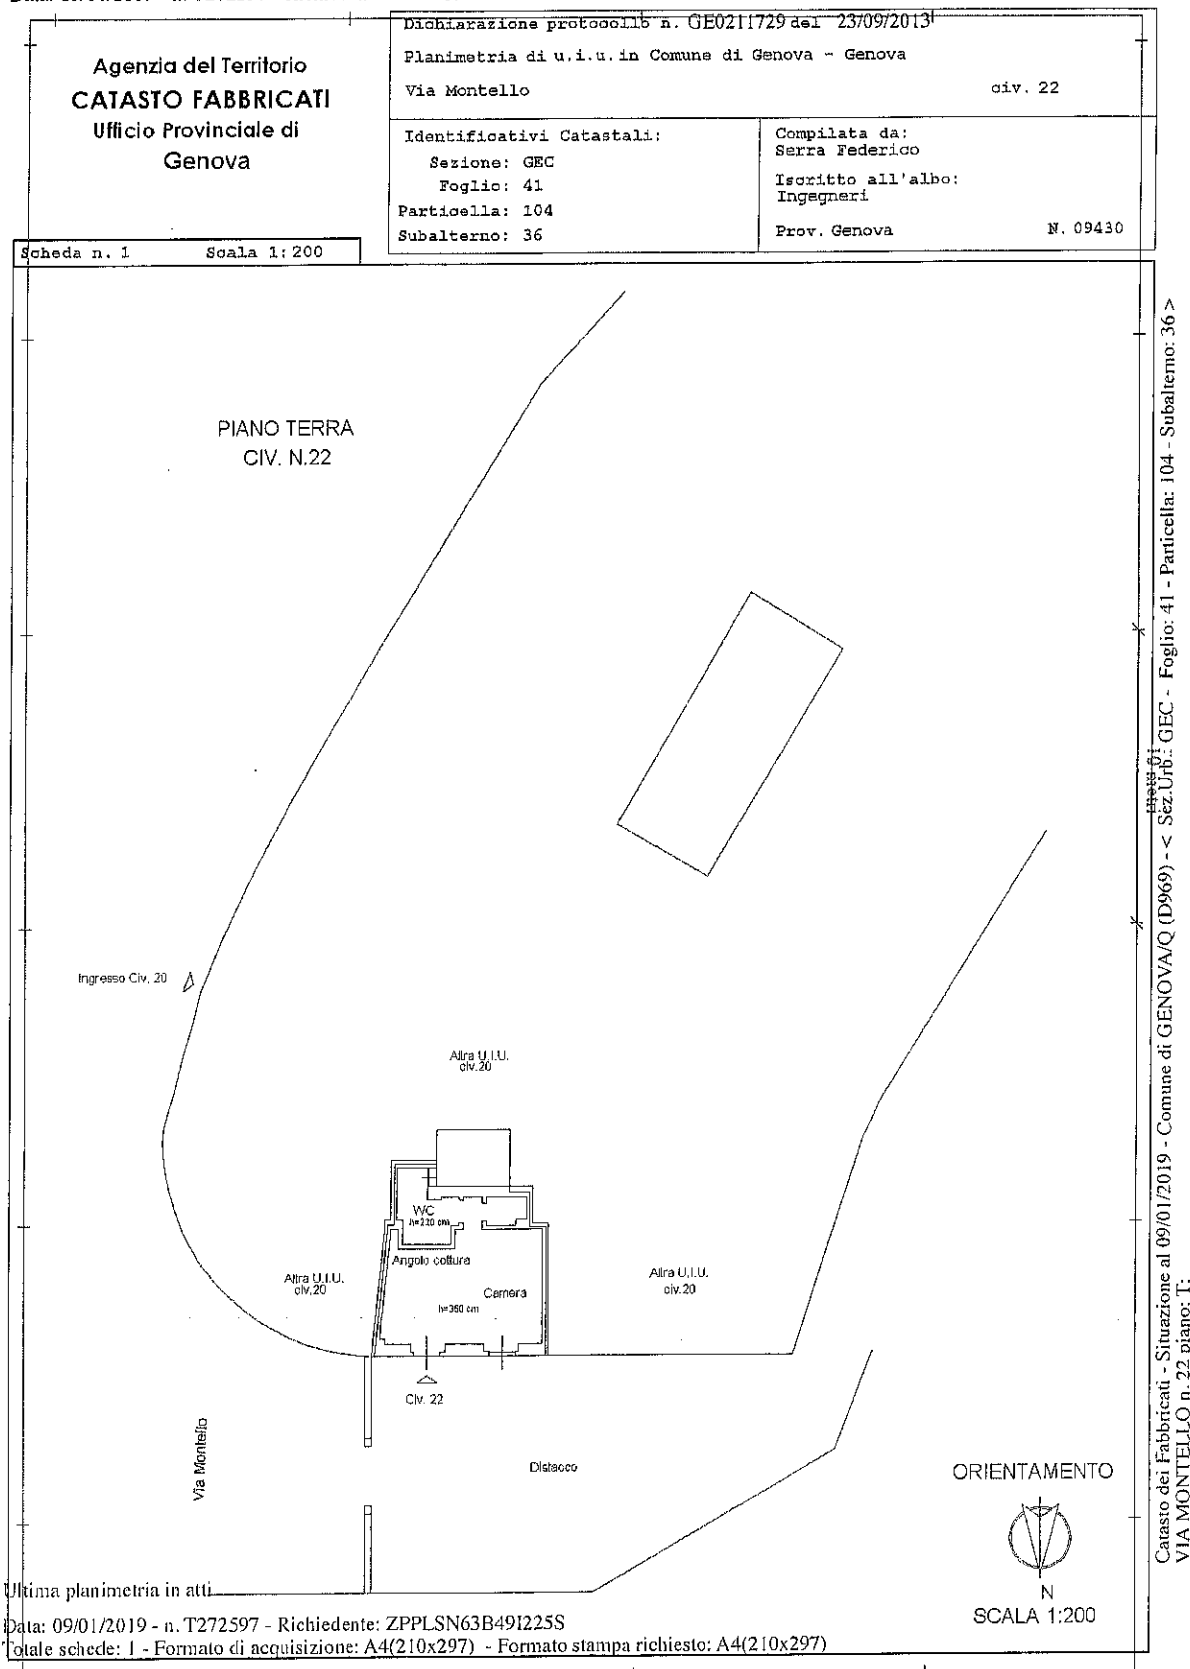 Agenzia del Territorio
CATASTO FABBRICATI
Ufficio Provinciale di
Genova
Dichiarazione protocollo n. GE0211729 del 23/09/2013
Planimetria di u.i.u. in Comune di Genova - Genova
Via Montello civ. 22
Identificativi Catastali:
Sezione: GEC
Foglio: 41
Particella: 104
Subalterno: 36
Compilata da:
Serra Federico
Iscritto all'albo:
Ingegneri
Prov. Genova N. 09430
Scheda n. 1 Scala 1:200
PIANO TERRA
CIV. N.22
Ingresso Civ. 20
Altra U.I.U.
civ.20
WC
h=220 cm
Angolo cottura
Altra U.I.U.
civ.20
Camera
h=360 cm
Altra U.I.U.
civ.20
Civ. 22
Via Montello
Distacco
ORIENTAMENTO
N
SCALA 1:200
Ultima planimetria in atti
Data: 09/01/2019 - n. T272597 - Richiedente: ZPPLSN63B49I225S
Totale schede: 1 - Formato di acquisizione: A4(210x297) - Formato stampa richiesto: A4(210x297)
Catasto dei Fabbricati - Situazione al 09/01/2019 - Comune di GENOVA/Q (D969) - < Sez.Urb.: GEC - Foglio: 41 - Particella: 104 - Subalterno: 36 >
VIA MONTELLO n. 22 piano: T;